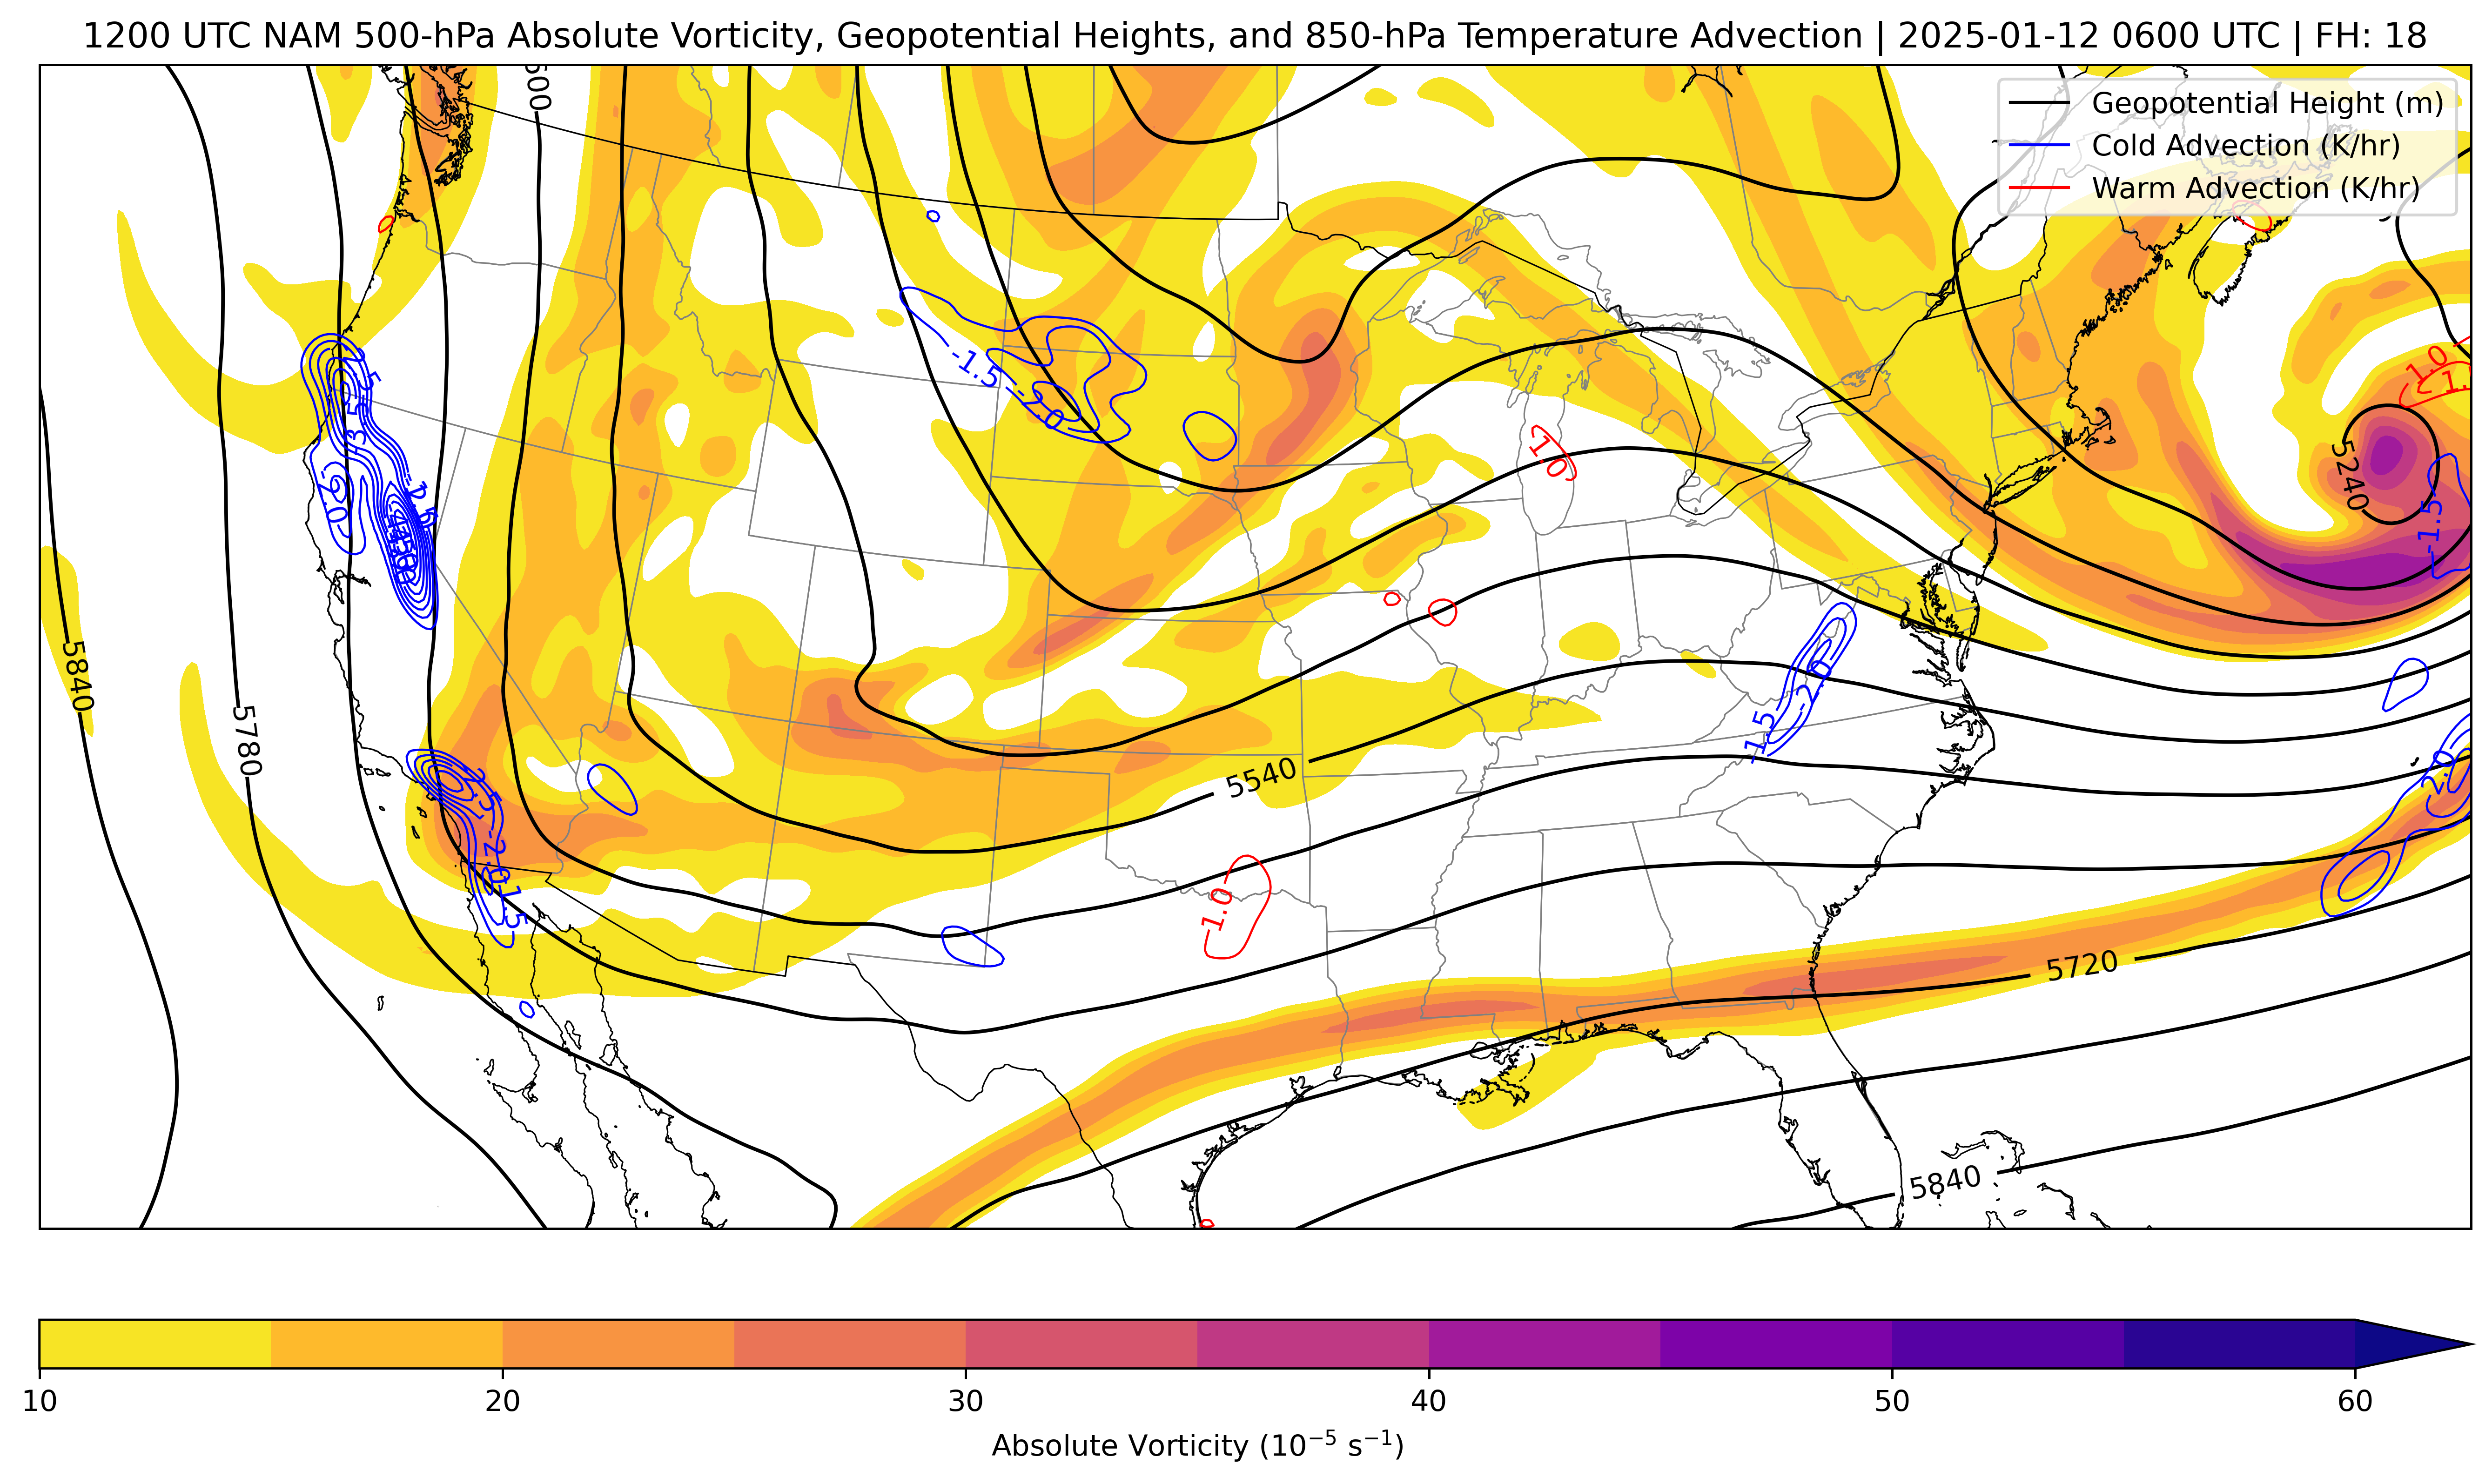 1200 UTC NAM 500-hPa Absolute Vorticity, Geopotential Heights, and 850-hPa Temperature Advection | 2025-01-12 0600 UTC | FH: 18
Geopotential Height (m)
Cold Advection (K/hr)
Warm Advection (K/hr)
-1.5
-2.0
1.0
1.0
5240
-1.5
5840
5780
-2.0
-1.5
5540
-2.0
1.0
5720
5840
10 20 30 40 50 60
Absolute Vorticity (10⁻⁵ s⁻¹)